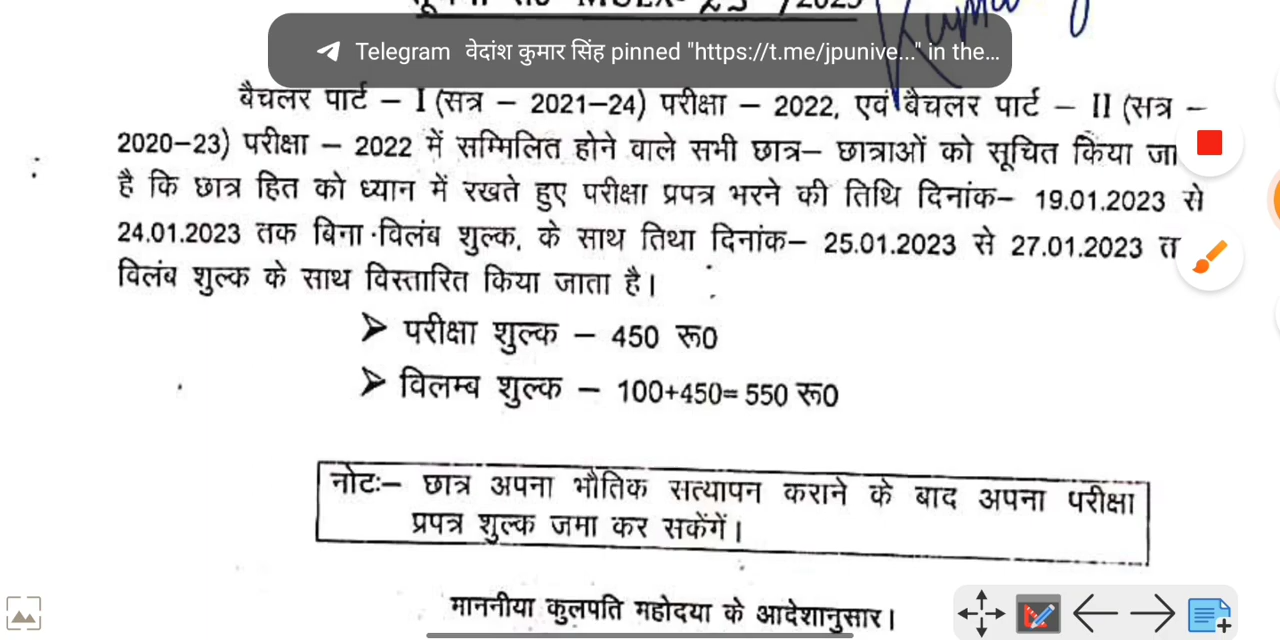 /2023
Telegram वेदांश कुमार सिंह pinned "https://t.me/jpunive..." in the...
बैचलर पार्ट – I (सत्र – 2021–24) परीक्षा – 2022, एवं बैचलर पार्ट – II (सत्र –
2020–23) परीक्षा – 2022 में सम्मिलित होने वाले सभी छात्र– छात्राओं को सूचित किया जा
है कि छात्र हित को ध्यान में रखते हुए परीक्षा प्रपत्र भरने की तिथि दिनांक– 19.01.2023 से
24.01.2023 तक बिना विलंब शुल्क, के साथ तिथा दिनांक– 25.01.2023 से 27.01.2023 त
विलंब शुल्क के साथ विस्तारित किया जाता है।
➤ परीक्षा शुल्क – 450 रू0
➤ विलम्ब शुल्क – 100+450= 550 रू0
नोटः– छात्र अपना भौतिक सत्यापन कराने के बाद अपना परीक्षा
प्रपत्र शुल्क जमा कर सकेंगें।
माननीया कुलपति महोदया के आदेशानुसार।